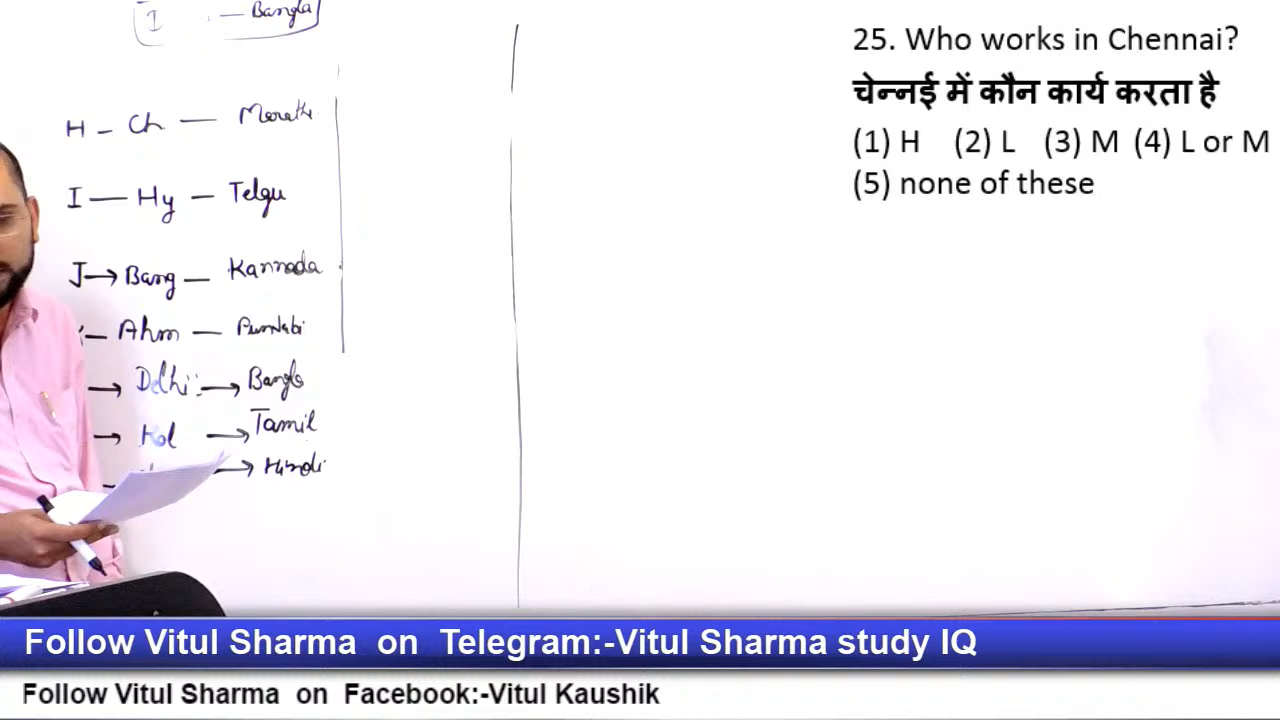 I — Bangla
H - Ch — Marathi
I — Hy — Telgu
J → Bang — Kannada
— Ahm — Punjabi
→ Delhi → Bangla
→ Kol → Tamil
→ Hindi
25. Who works in Chennai?
चेन्नई में कौन कार्य करता है
(1) H (2) L (3) M (4) L or M
(5) none of these
Follow Vitul Sharma on Telegram:-Vitul Sharma study IQ
Follow Vitul Sharma on Facebook:-Vitul Kaushik